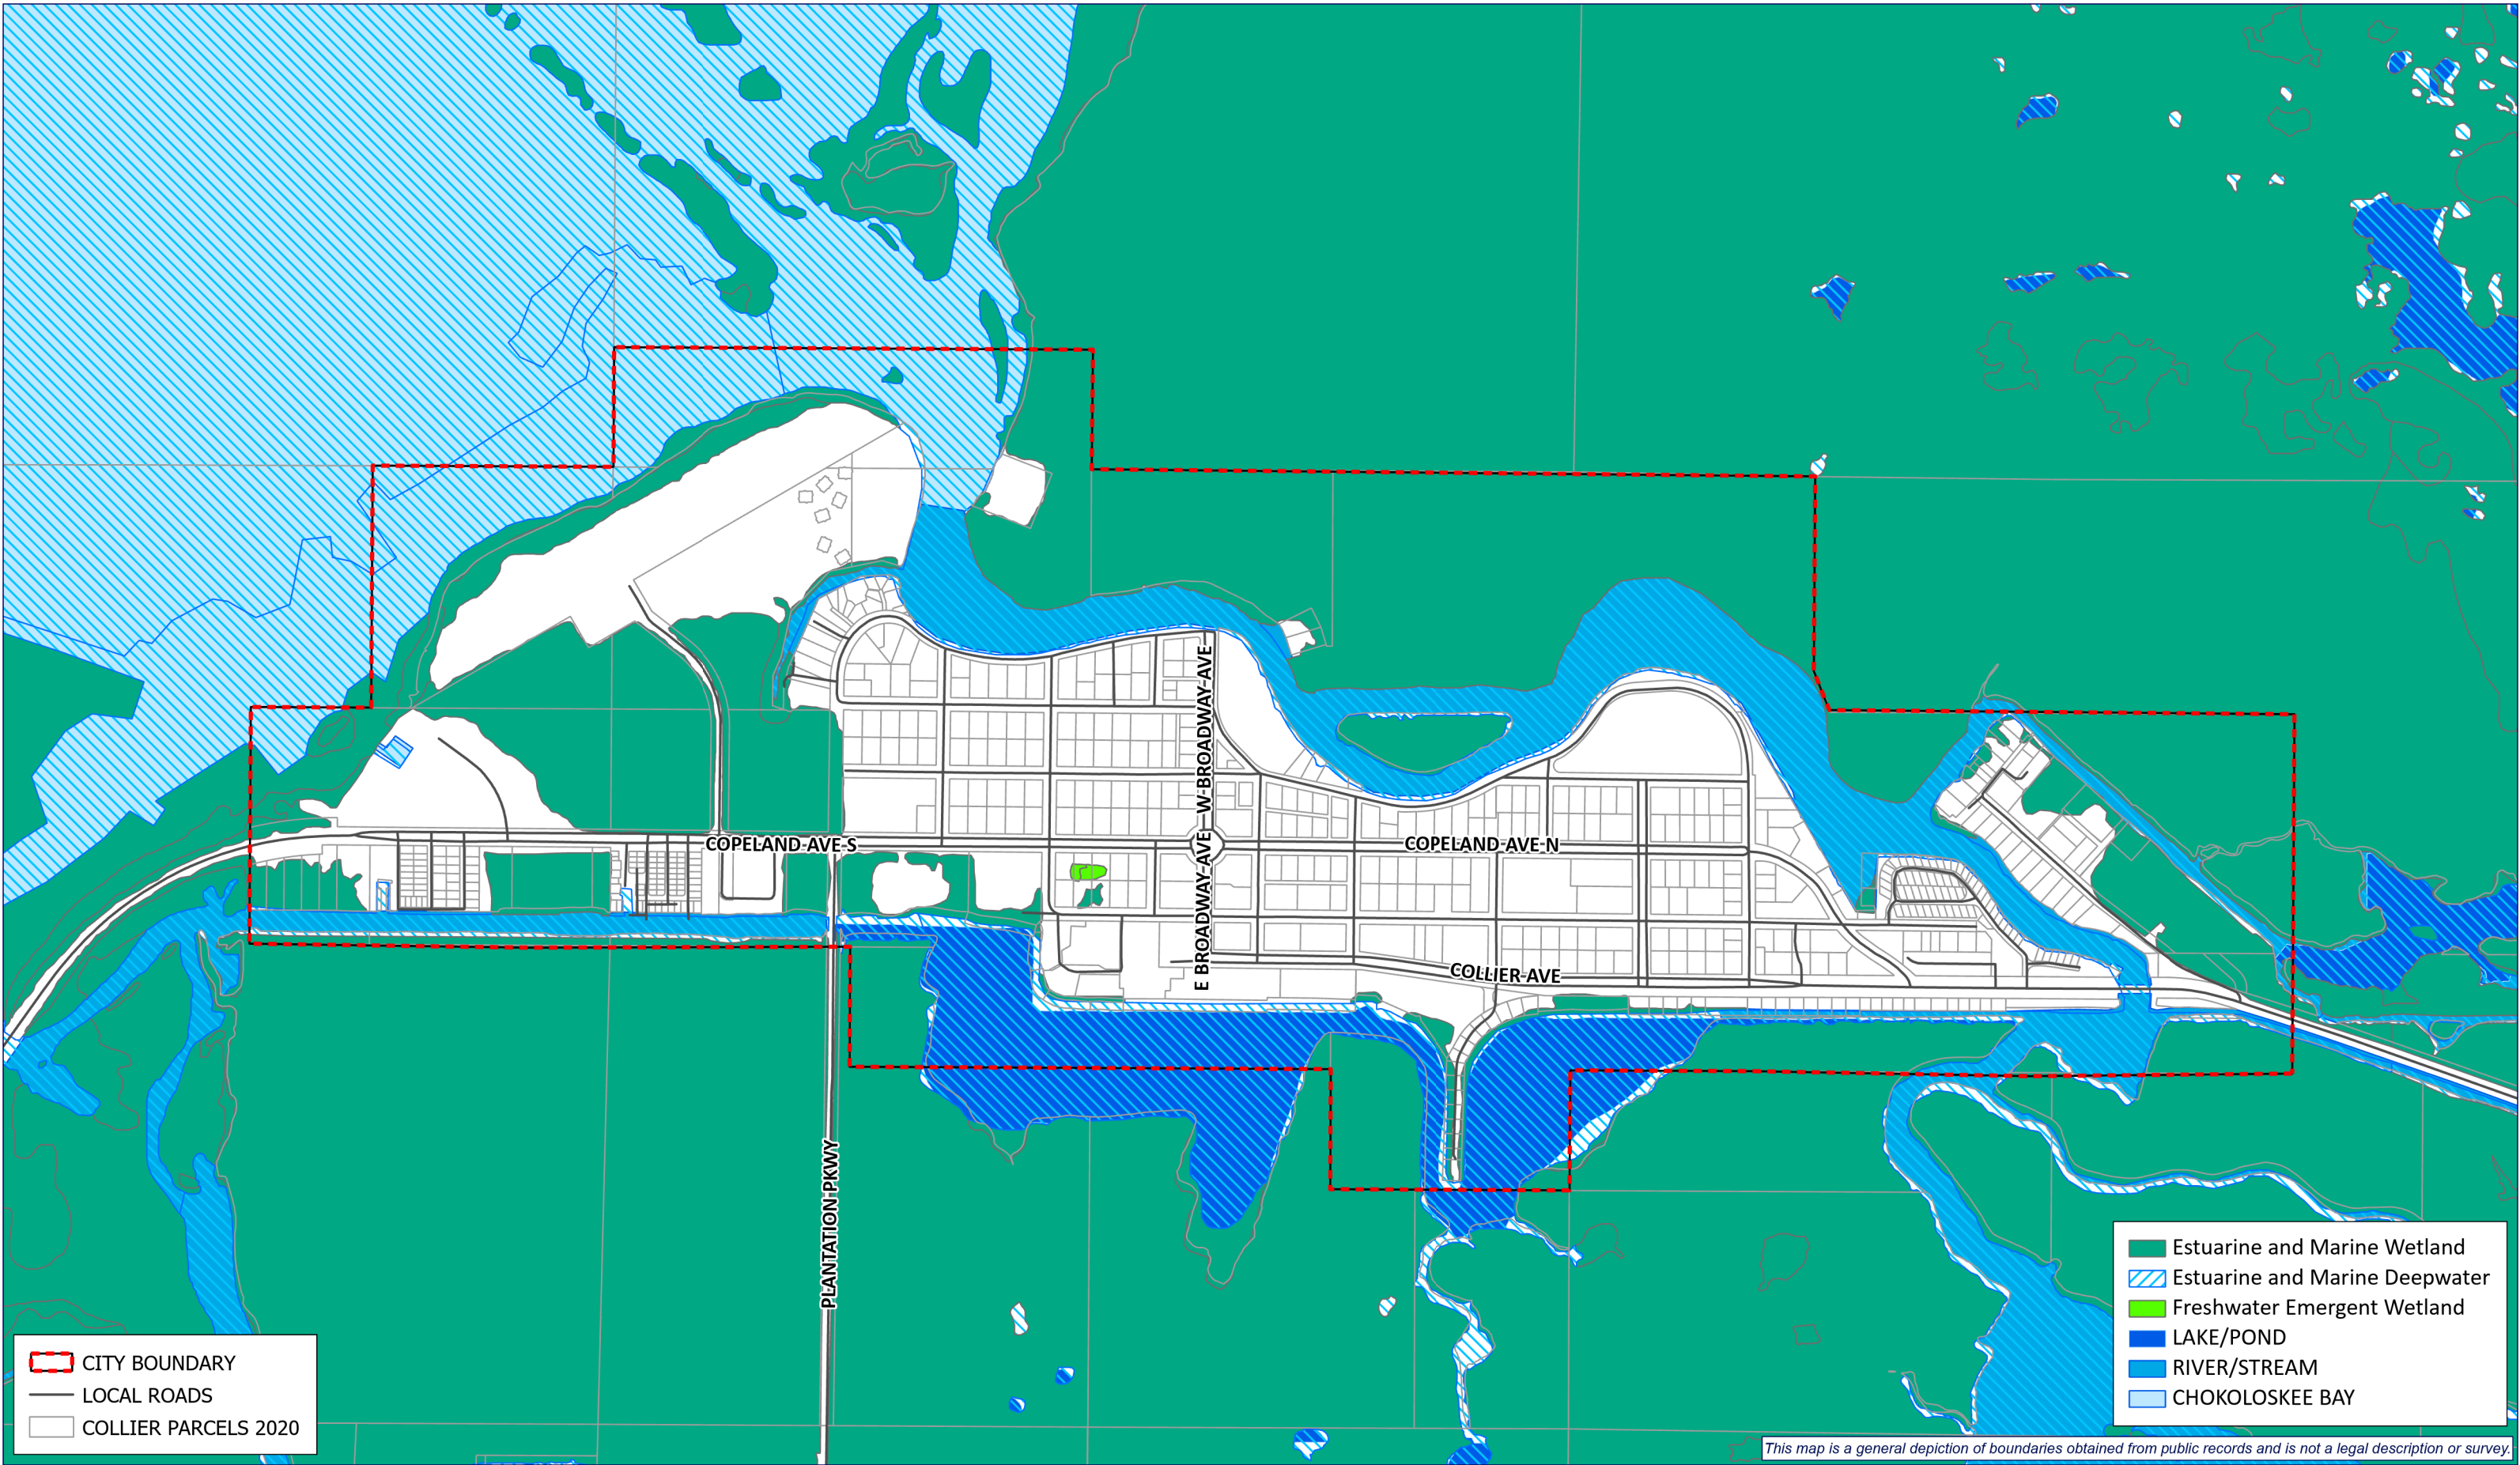 W BROADWAY AVE
COPELAND AVE S
COPELAND AVE N
E BROADWAY AVE
COLLIER AVE
PLANTATION PKWY
CITY BOUNDARY
LOCAL ROADS
COLLIER PARCELS 2020
Estuarine and Marine Wetland
Estuarine and Marine Deepwater
Freshwater Emergent Wetland
LAKE/POND
RIVER/STREAM
CHOKOLOSKEE BAY
This map is a general depiction of boundaries obtained from public records and is not a legal description or survey.